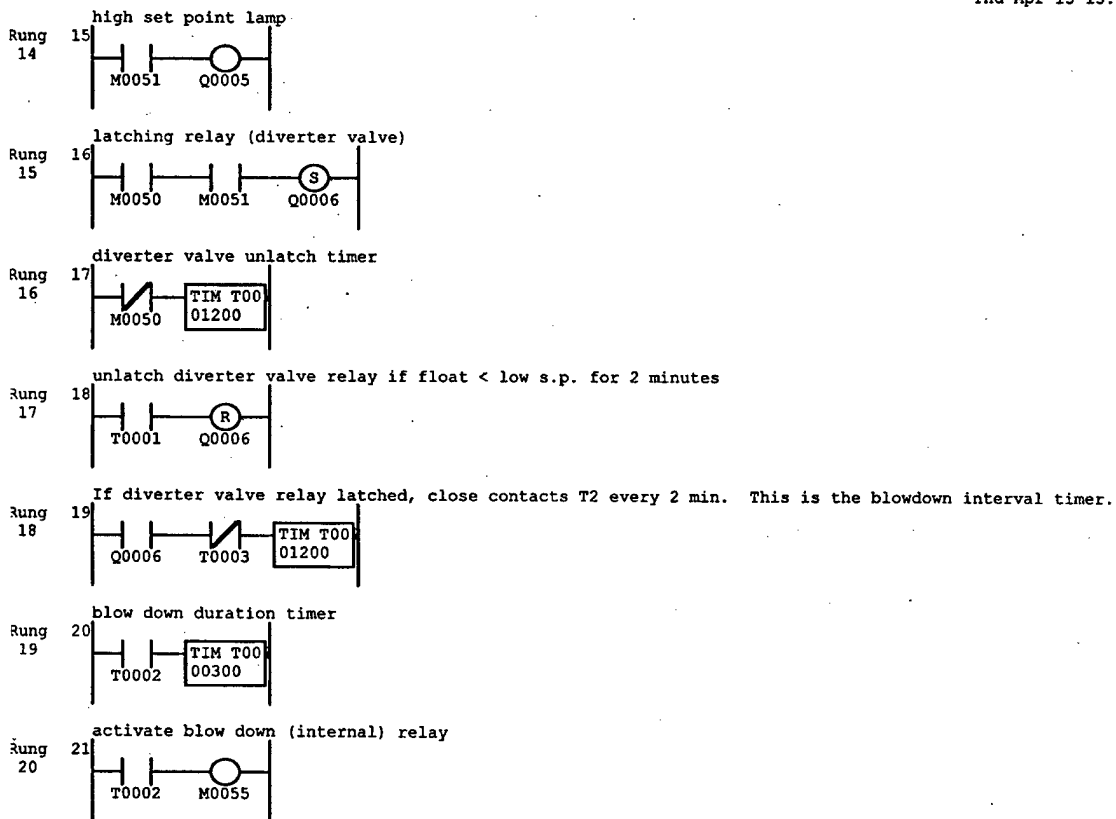 high set point lamp
Rung 15
14
M0051 Q0005
latching relay (diverter valve)
Rung 16
15
S
M0050 M0051 Q0006
diverter valve unlatch timer
Rung 17
16
TIM T00
M0050 01200
unlatch diverter valve relay if float < low s.p. for 2 minutes
Rung 18
17
R
T0001 Q0006
If diverter valve relay latched, close contacts T2 every 2 min. This is the blowdown interval timer.
Rung 19
18
TIM T00
Q0006 T0003 01200
blow down duration timer
Rung 20
19
TIM T00
T0002 00300
activate blow down (internal) relay
Rung 21
20
T0002 M0055